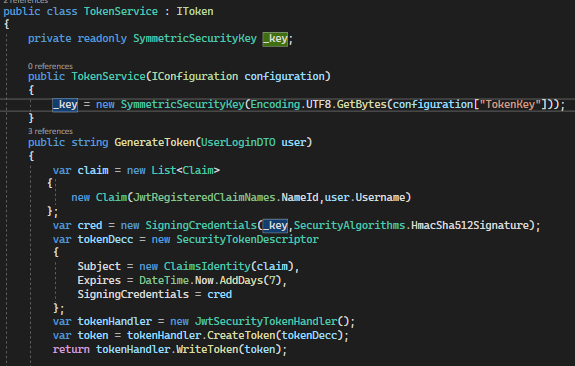 2 references
public class TokenService : IToken
{
private readonly SymmetricSecurityKey _key;
0 references
public TokenService(IConfiguration configuration)
{
_key = new SymmetricSecurityKey(Encoding.UTF8.GetBytes(configuration["TokenKey"]));
}
3 references
public string GenerateToken(UserLoginDTO user)
{
var claim = new List<Claim>
{
new Claim(JwtRegisteredClaimNames.NameId,user.Username)
};
var cred = new SigningCredentials(_key,SecurityAlgorithms.HmacSha512Signature);
var tokenDecc = new SecurityTokenDescriptor
{
Subject = new ClaimsIdentity(claim),
Expires = DateTime.Now.AddDays(7),
SigningCredentials = cred
};
var tokenHandler = new JwtSecurityTokenHandler();
var token = tokenHandler.CreateToken(tokenDecc);
return tokenHandler.WriteToken(token);